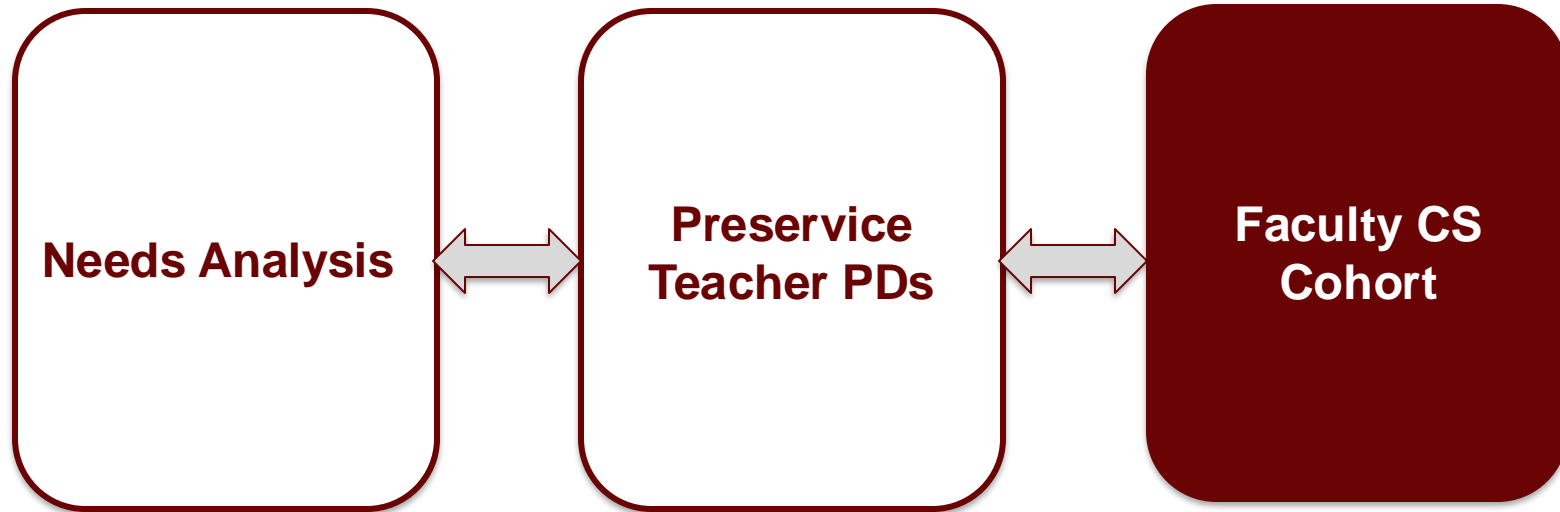 Needs Analysis
Preservice
Teacher PDs
Faculty CS
Cohort